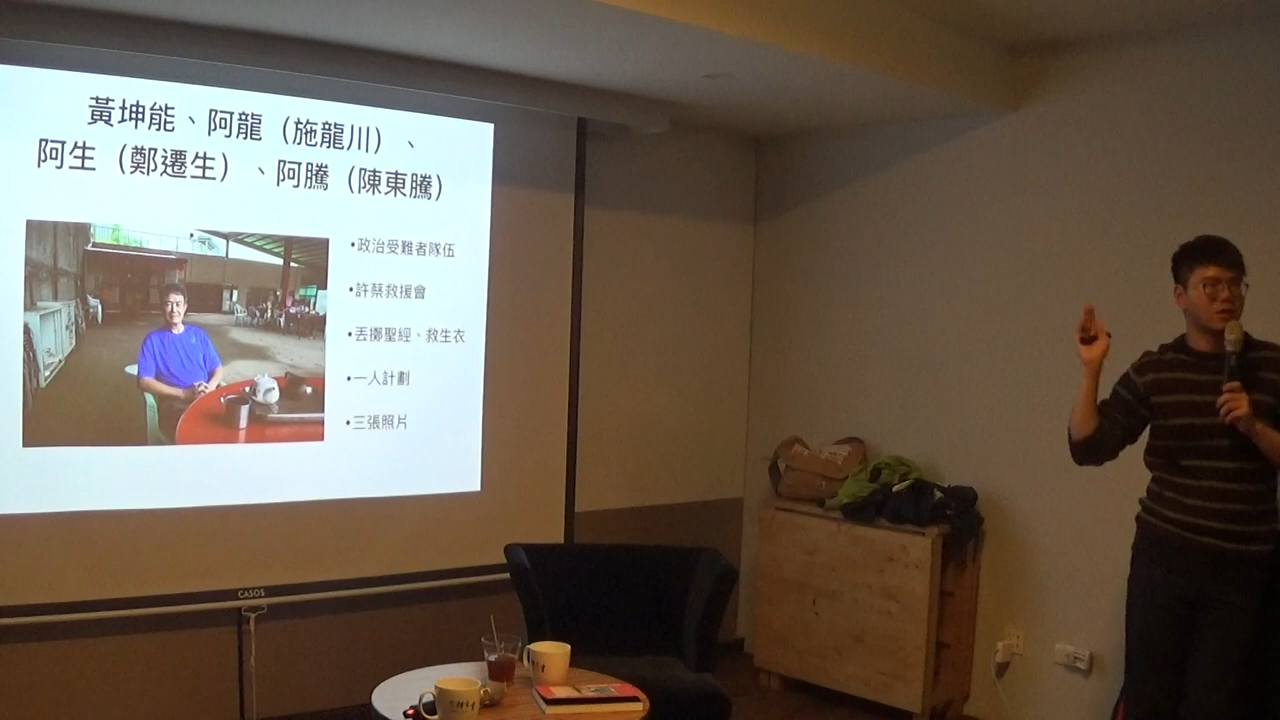 黃坤能、阿龍（施龍川）、
阿生（鄭遷生）、阿騰（陳東騰）
•政治受難者隊伍
•許蔡救援會
•丟擲聖經、救生衣
•一人計劃
•三張照片
CASOS